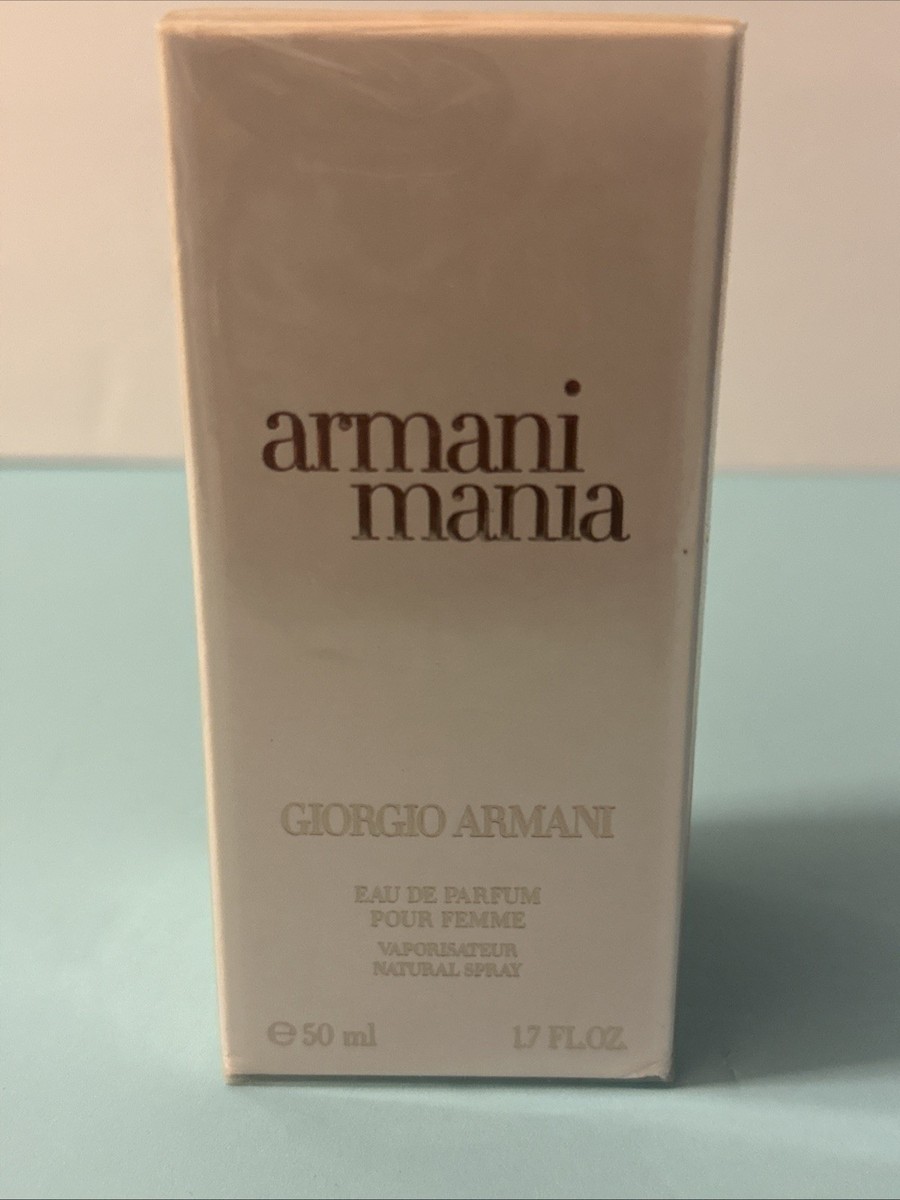 armani
mania
GIORGIO ARMANI
EAU DE PARFUM
POUR FEMME
VAPORISATEUR
NATURAL SPRAY
℮ 50 ml 1.7 FL.OZ.